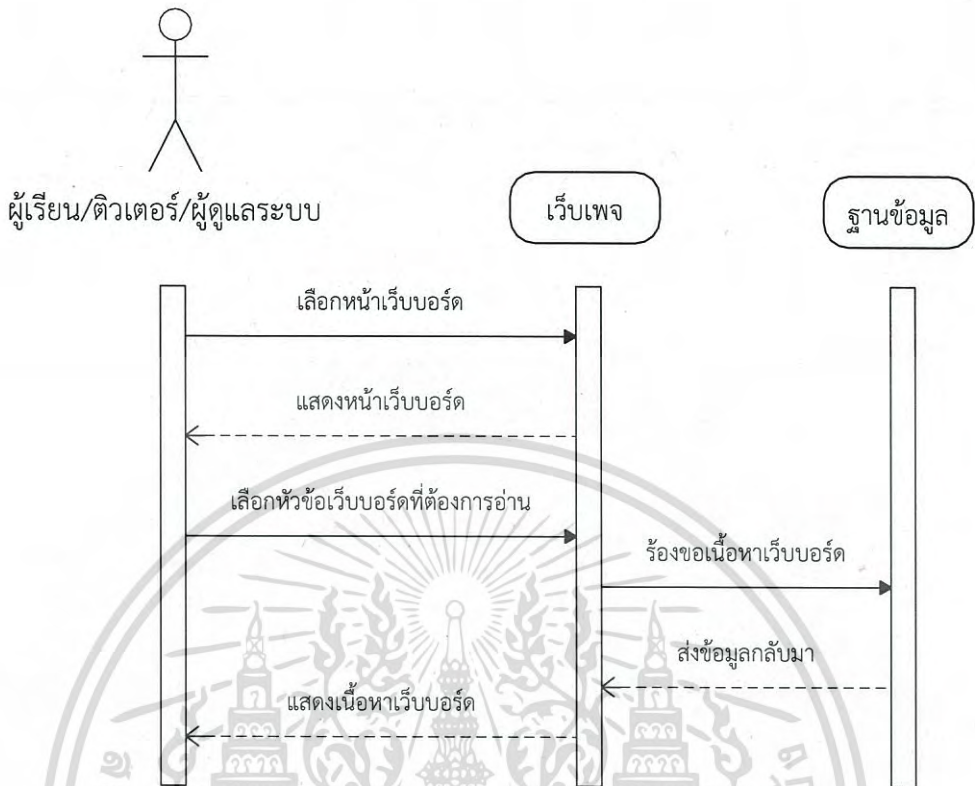 ผู้เรียน/ติวเตอร์/ผู้ดูแลระบบ
เว็บเพจ
ฐานข้อมูล
เลือกหน้าเว็บบอร์ด
แสดงหน้าเว็บบอร์ด
เลือกหัวข้อเว็บบอร์ดที่ต้องการอ่าน
ร้องขอเนื้อหาเว็บบอร์ด
ส่งข้อมูลกลับมา
แสดงเนื้อหาเว็บบอร์ด